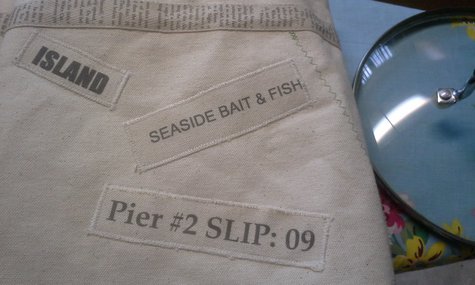 ISLAND
SEASIDE BAIT & FISH
Pier #2 SLIP: 09